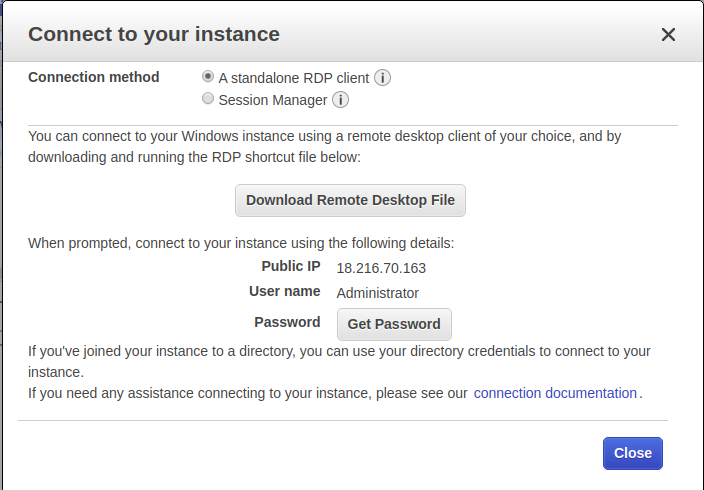 Connect to your instance
Connection method
A standalone RDP client
Session Manager
You can connect to your Windows instance using a remote desktop client of your choice, and by
downloading and running the RDP shortcut file below:
Download Remote Desktop File
When prompted, connect to your instance using the following details:
Public IP 18.216.70.163
User name Administrator
Password Get Password
If you've joined your instance to a directory, you can use your directory credentials to connect to your
instance.
If you need any assistance connecting to your instance, please see our connection documentation.
Close